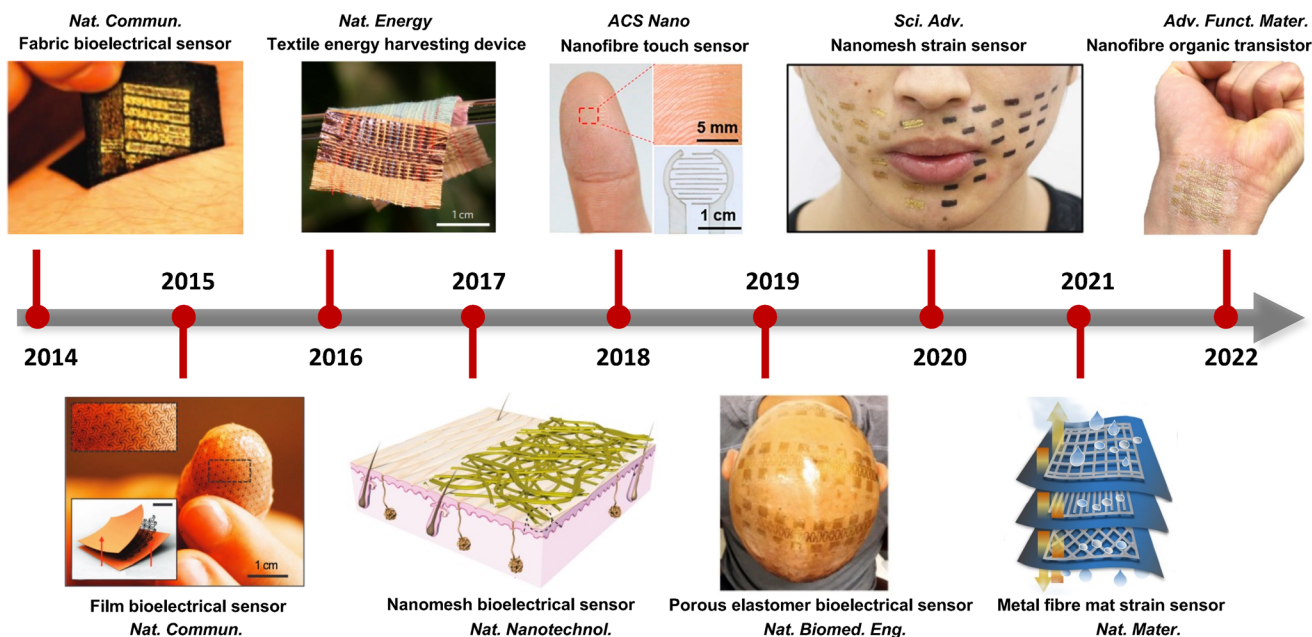 Nat. Commun.
Fabric bioelectrical sensor
Nat. Energy
Textile energy harvesting device
1 cm
ACS Nano
Nanofibre touch sensor
5 mm
1 cm
Sci. Adv.
Nanomesh strain sensor
Adv. Funct. Mater.
Nanofibre organic transistor
2014
2015
2016
2017
2018
2019
2020
2021
2022
1 cm
Film bioelectrical sensor
Nat. Commun.
Nanomesh bioelectrical sensor
Nat. Nanotechnol.
Porous elastomer bioelectrical sensor
Nat. Biomed. Eng.
Metal fibre mat strain sensor
Nat. Mater.